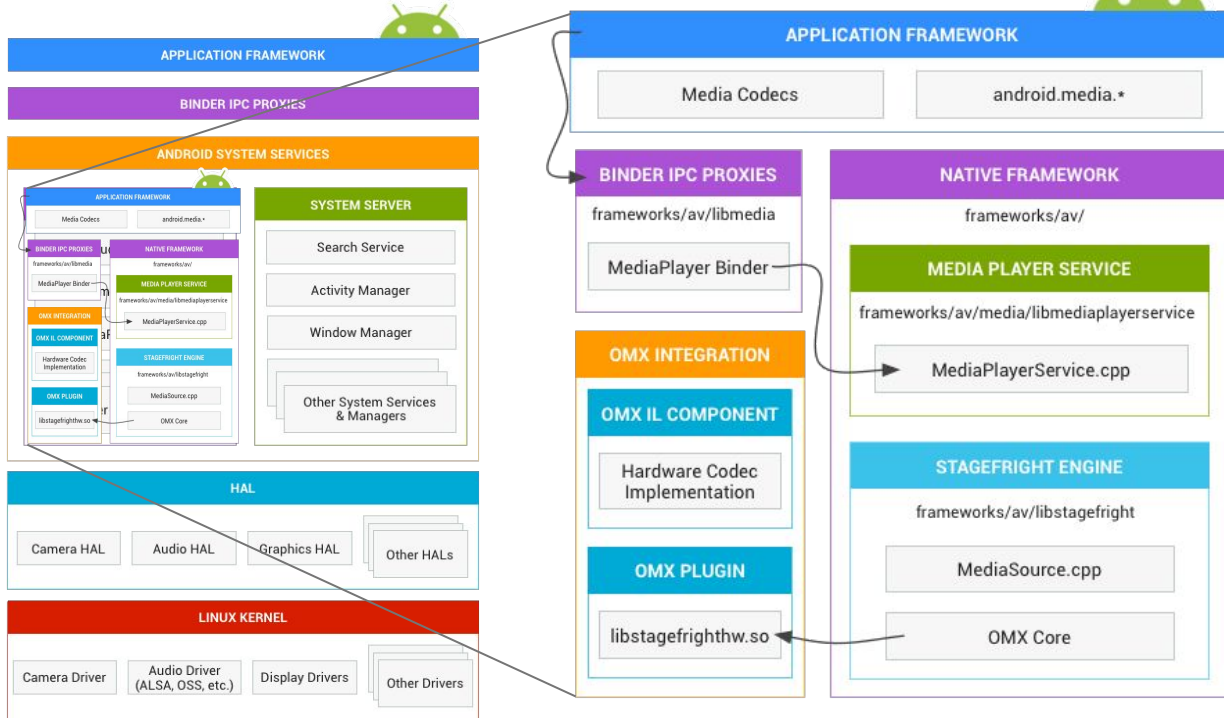 APPLICATION FRAMEWORK
BINDER IPC PROXIES
ANDROID SYSTEM SERVICES
APPLICATION FRAMEWORK
Media Codecs
android.media.*
BINDER IPC PROXIES
frameworks/av/libmedia
MediaPlayer Binder
NATIVE FRAMEWORK
frameworks/av/
MEDIA PLAYER SERVICE
frameworks/av/media/libmediaplayerservice
MediaPlayerService.cpp
OMX INTEGRATION
OMX IL COMPONENT
Hardware Codec
Implementation
OMX PLUGIN
libstagefrighthw.so
STAGEFRIGHT ENGINE
frameworks/av/libstagefright
MediaSource.cpp
OMX Core
SYSTEM SERVER
Search Service
Activity Manager
Window Manager
Other System Services
& Managers
HAL
Camera HAL
Audio HAL
Graphics HAL
Other HALs
LINUX KERNEL
Camera Driver
Audio Driver
(ALSA, OSS, etc.)
Display Drivers
Other Drivers
APPLICATION FRAMEWORK
Media Codecs
android.media.*
BINDER IPC PROXIES
frameworks/av/libmedia
MediaPlayer Binder
NATIVE FRAMEWORK
frameworks/av/
MEDIA PLAYER SERVICE
frameworks/av/media/libmediaplayerservice
MediaPlayerService.cpp
OMX INTEGRATION
OMX IL COMPONENT
Hardware Codec
Implementation
OMX PLUGIN
libstagefrighthw.so
STAGEFRIGHT ENGINE
frameworks/av/libstagefright
MediaSource.cpp
OMX Core